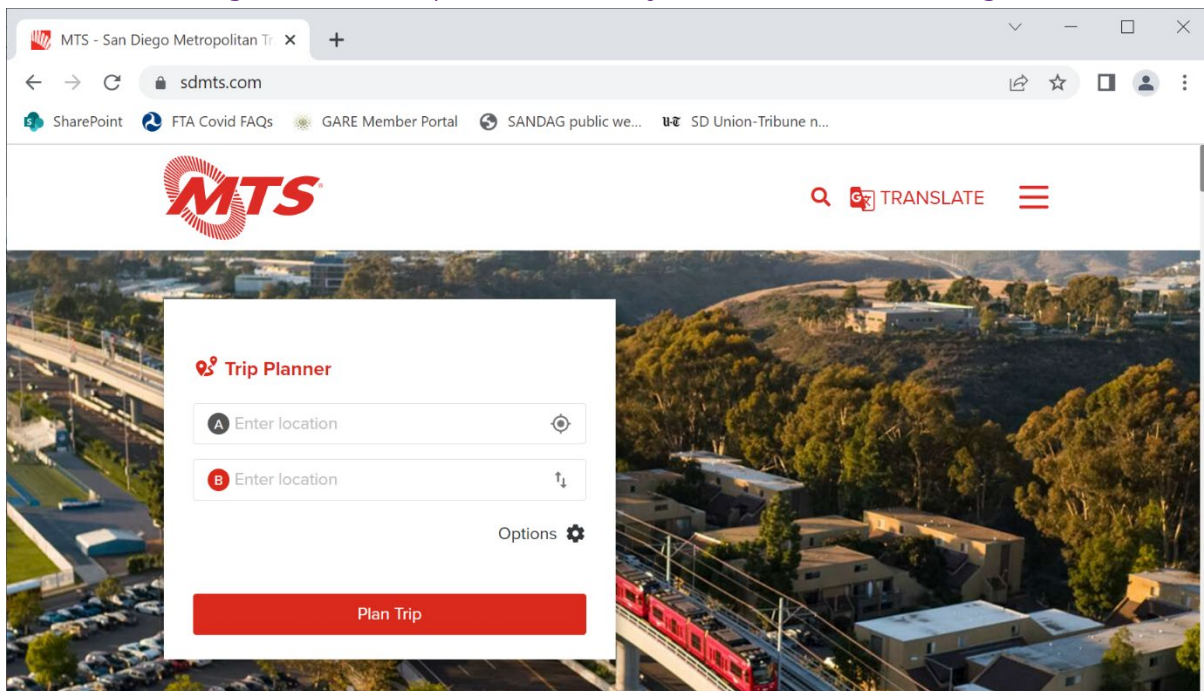 MTS - San Diego Metropolitan Tr
sdmts.com
SharePoint FTA Covid FAQs GARE Member Portal SANDAG public we... U-T SD Union-Tribune n...
MTS
TRANSLATE
Trip Planner
A Enter location
B Enter location
Options
Plan Trip